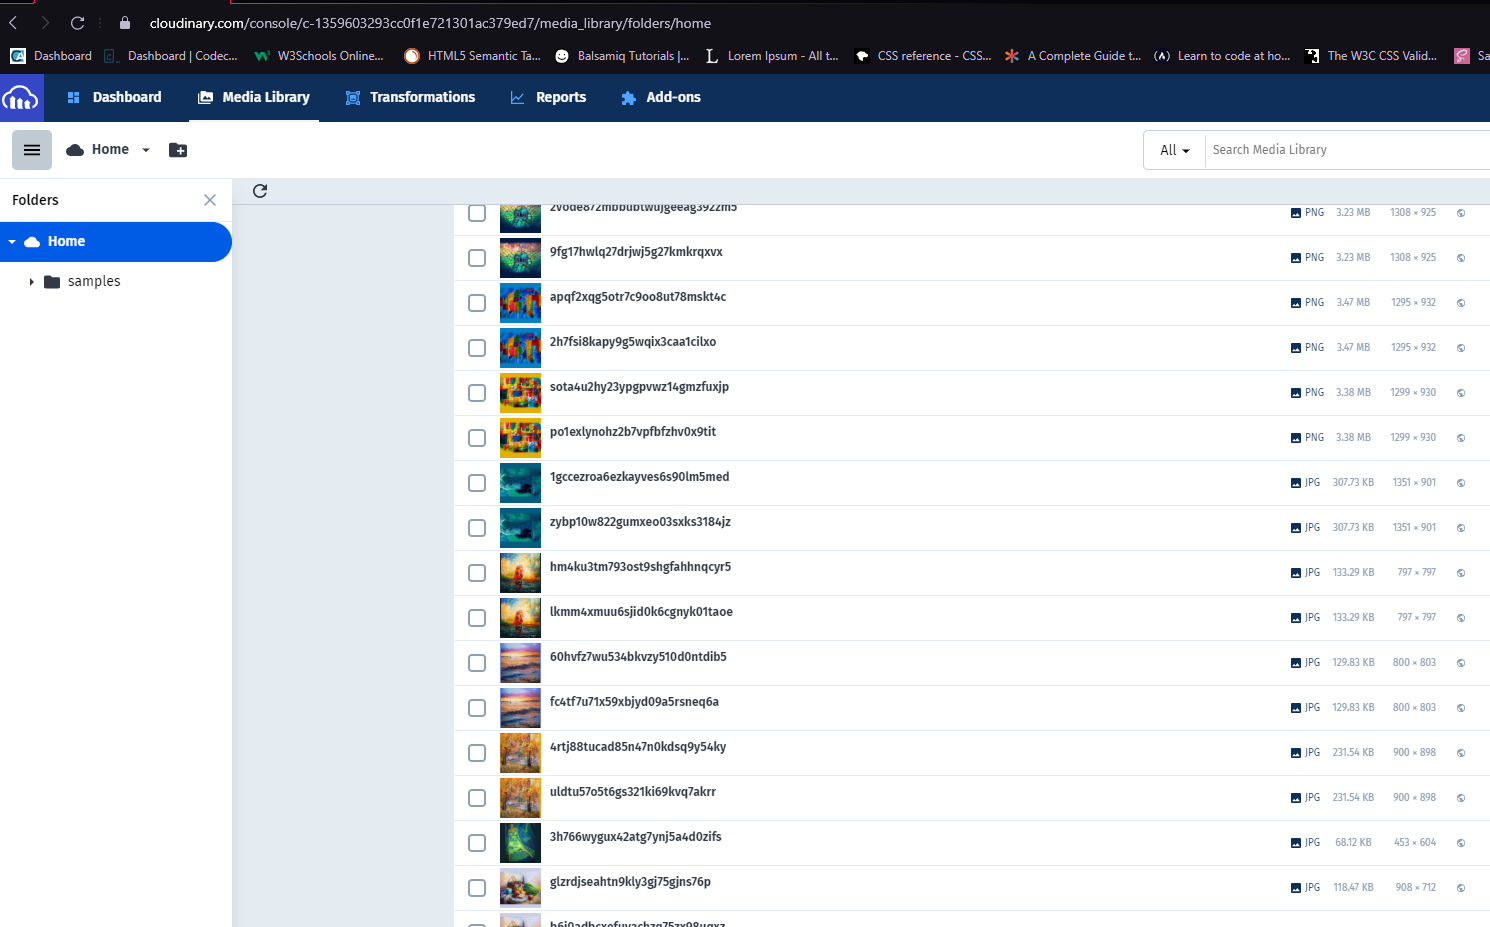 cloudinary.com/console/c-1359603293cc0f1e721301ac379ed7/media_library/folders/home
Dashboard Dashboard | Codec... W3Schools Online... HTML5 Semantic Ta... Balsamiq Tutorials |... Lorem Ipsum - All t... CSS reference - CSS... A Complete Guide t... Learn to code at ho... The W3C CSS Valid... Sa
Dashboard Media Library Transformations Reports Add-ons
Home All Search Media Library
Folders
Home
samples
2vode872mbbubtwujgeeag392zm5 PNG 3.23 MB 1308 × 925
9fg17hwlq27drjwj5g27kmkrqxvx PNG 3.23 MB 1308 × 925
apqf2xqg5otr7c9oo8ut78mskt4c PNG 3.47 MB 1295 × 932
2h7fsi8kapy9g5wqix3caa1cilxo PNG 3.47 MB 1295 × 932
sota4u2hy23ypgpvwz14gmzfuxjp PNG 3.38 MB 1299 × 930
po1exlynohz2b7vpfbfzhv0x9tit PNG 3.38 MB 1299 × 930
1gccezroa6ezkayves6s90lm5med JPG 307.73 KB 1351 × 901
zybp10w822gumxeo03sxks3184jz JPG 307.73 KB 1351 × 901
hm4ku3tm793ost9shgfahhnqcyr5 JPG 133.29 KB 797 × 797
lkmm4xmuu6sjid0k6cgnyk01taoe JPG 133.29 KB 797 × 797
60hvfz7wu534bkvzy510d0ntdib5 JPG 129.83 KB 800 × 803
fc4tf7u71x59xbjyd09a5rsneq6a JPG 129.83 KB 800 × 803
4rtj88tucad85n47n0kdsq9y54ky JPG 231.54 KB 900 × 898
uldtu57o5t6gs321ki69kvq7akrr JPG 231.54 KB 900 × 898
3h766wygux42atg7ynj5a4d0zifs JPG 68.12 KB 453 × 604
glzrdjseahtn9kly3gj75gjns76p JPG 118.47 KB 908 × 712